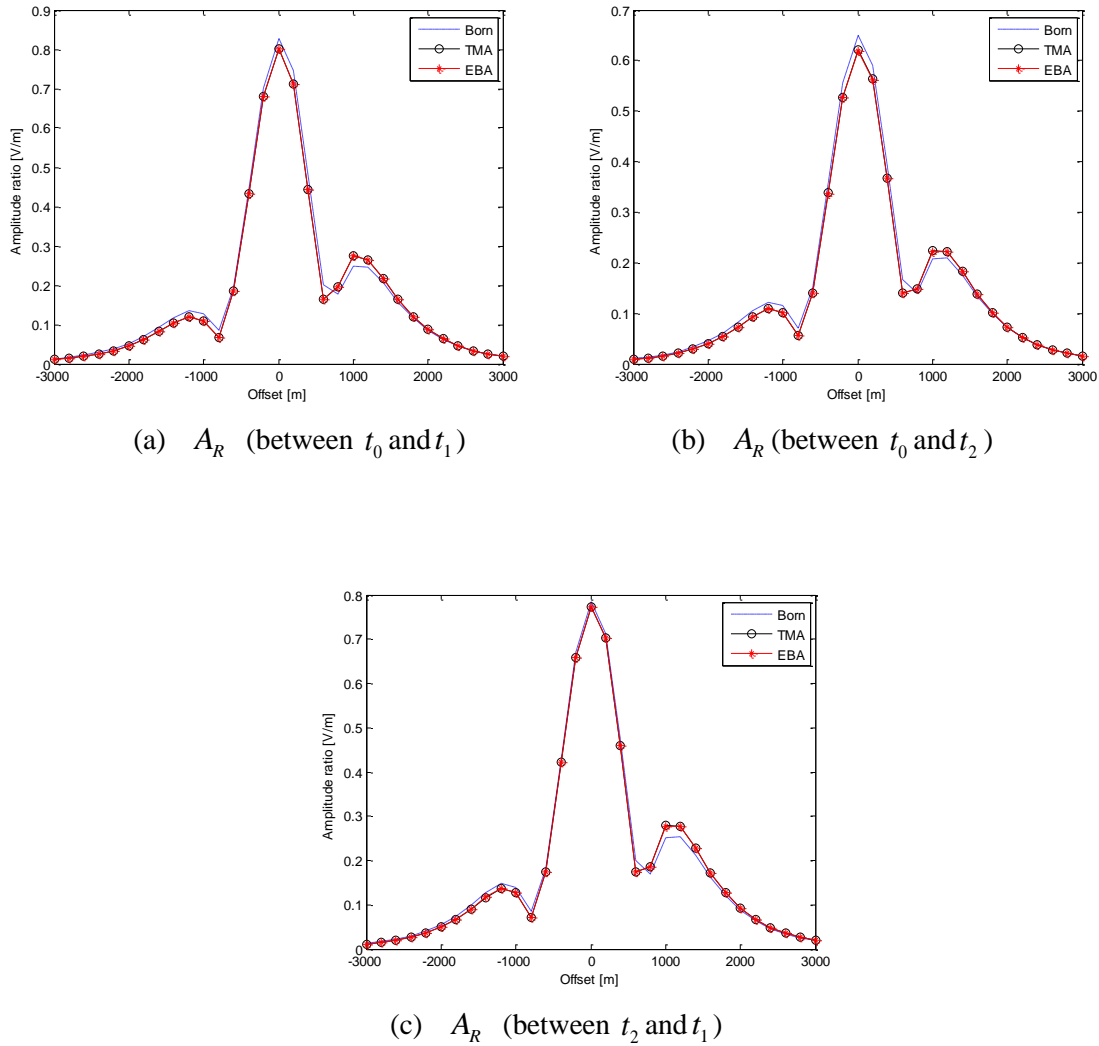 0.9
0.8
0.7
0.6
0.5
0.4
0.3
0.2
0.1
0
Amplitude ratio [V/m]
-3000 -2000 -1000 0 1000 2000 3000
Offset [m]
Born
TMA
EBA
(a) A_R (between t_0 and t_1)
0.7
0.6
0.5
0.4
0.3
0.2
0.1
0
Amplitude ratio [V/m]
-3000 -2000 -1000 0 1000 2000 3000
Offset [m]
Born
TMA
EBA
(b) A_R (between t_0 and t_2)
0.8
0.7
0.6
0.5
0.4
0.3
0.2
0.1
0
Amplitude ratio [V/m]
-3000 -2000 -1000 0 1000 2000 3000
Offset [m]
Born
TMA
EBA
(c) A_R (between t_2 and t_1)